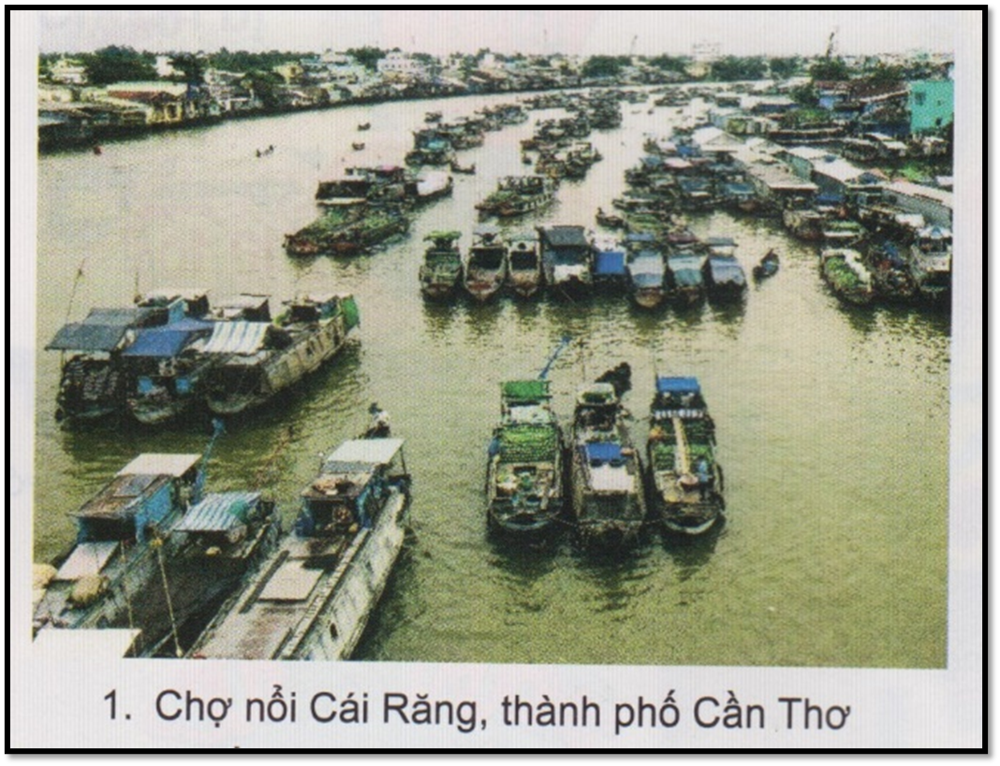 1. Chợ nổi Cái Răng, thành phố Cần Thơ